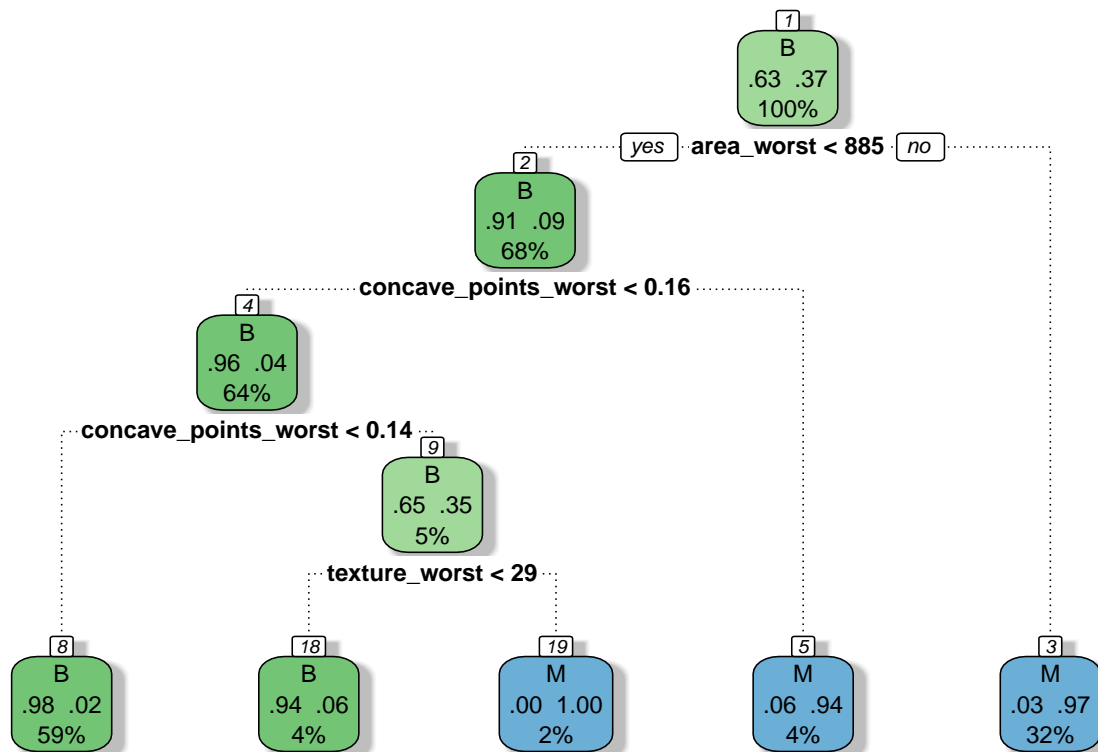 1
B
.63 .37
100%
yes area_worst < 885 no
2
B
.91 .09
68%
concave_points_worst < 0.16
4
B
.96 .04
64%
concave_points_worst < 0.14
9
B
.65 .35
5%
texture_worst < 29
8
B
.98 .02
59%
18
B
.94 .06
4%
19
M
.00 1.00
2%
5
M
.06 .94
4%
3
M
.03 .97
32%